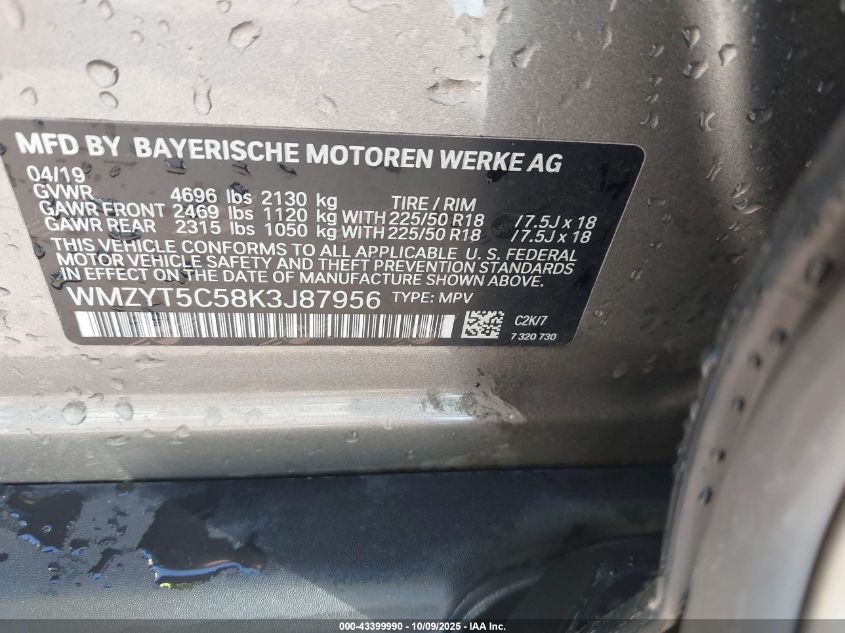 MFD BY BAYERISCHE MOTOREN WERKE AG
04/19
GVWR 4696 lbs 2130 kg TIRE / RIM
GAWR FRONT 2469 lbs 1120 kg WITH 225/50 R18 /7.5J x 18
GAWR REAR 2315 lbs 1050 kg WITH 225/50 R18 /7.5J x 18
THIS VEHICLE CONFORMS TO ALL APPLICABLE U. S. FEDERAL
MOTOR VEHICLE SAFETY AND THEFT PREVENTION STANDARDS
IN EFFECT ON THE DATE OF MANUFACTURE SHOWN ABOVE.
WMZYT5C58K3J87956 TYPE: MPV
C2K/7
7 320 730
000-43399990 - 10/09/2025 - IAA Inc.